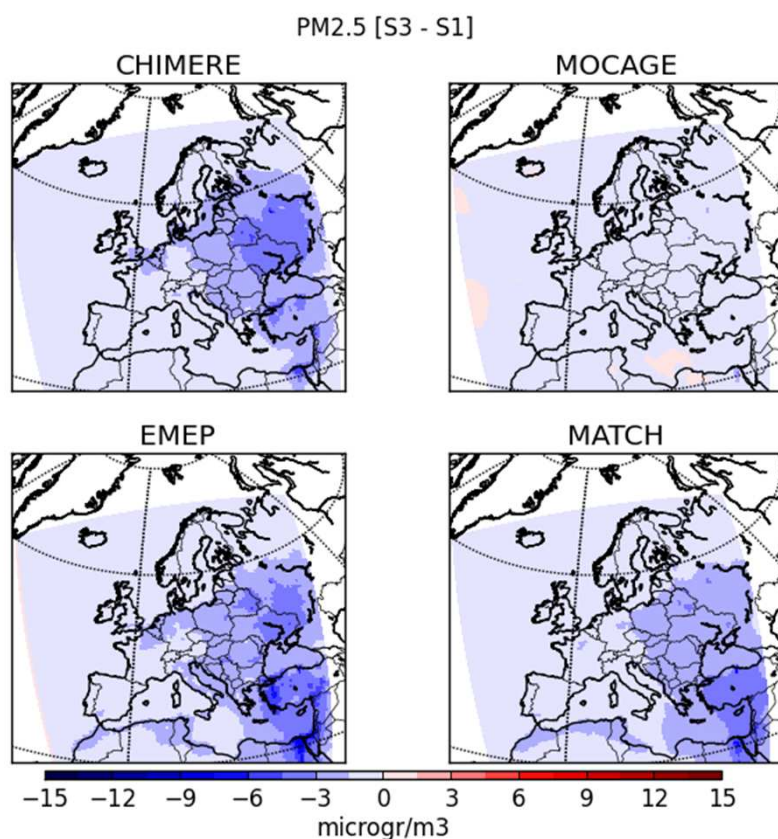 PM2.5 [S3 - S1]
CHIMERE
MOCAGE
EMEP
MATCH
−15 −12 −9 −6 −3 0 3 6 9 12 15
microgr/m3